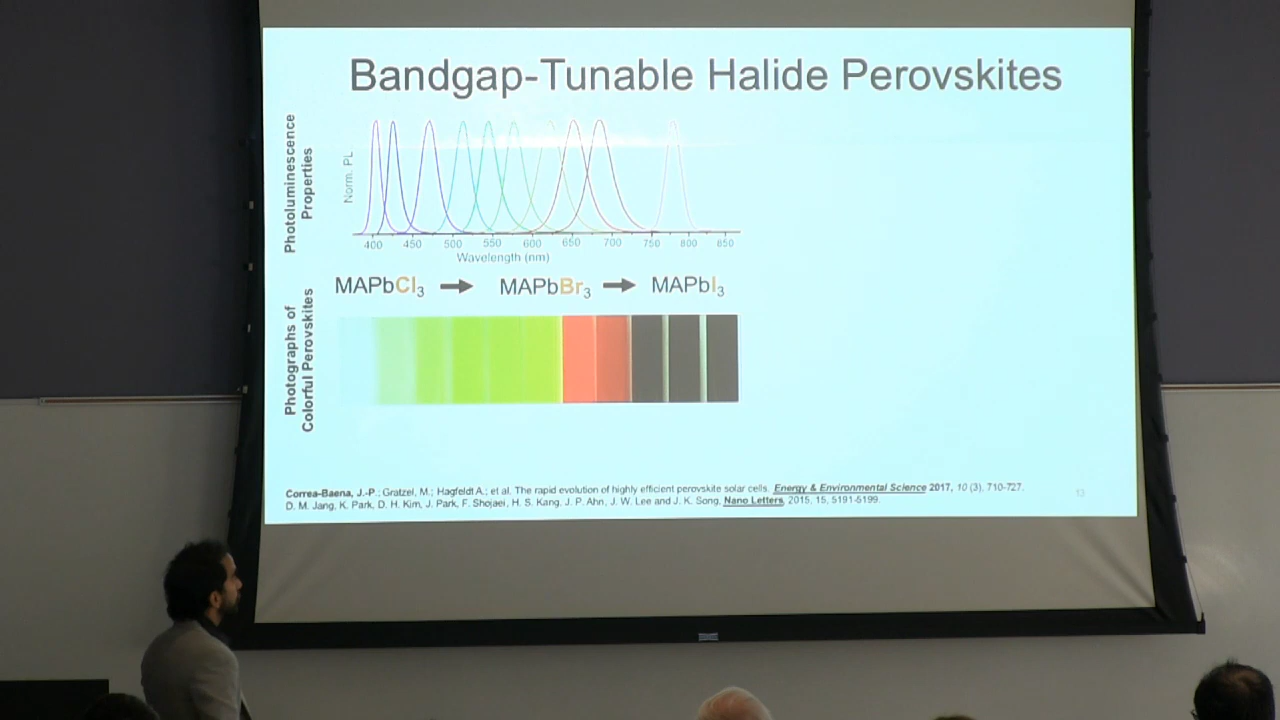 Bandgap-Tunable Halide Perovskites
Photoluminescence
Properties
Norm. PL
400 450 500 550 600 650 700 750 800 850
Wavelength (nm)
MAPbCl3 MAPbBr3 MAPbI3
Photographs of
Colorful Perovskites
Correa-Baena, J.-P.; Gratzel, M.; Hagfeldt A.; et al. The rapid evolution of highly efficient perovskite solar cells. Energy & Environmental Science 2017, 10 (3), 710-727.
D. M. Jang, K. Park, D. H. Kim, J. Park, F. Shojaei, H. S. Kang, J. P. Ahn, J. W. Lee and J. K. Song, Nano Letters, 2015, 15, 5191-5199.
13